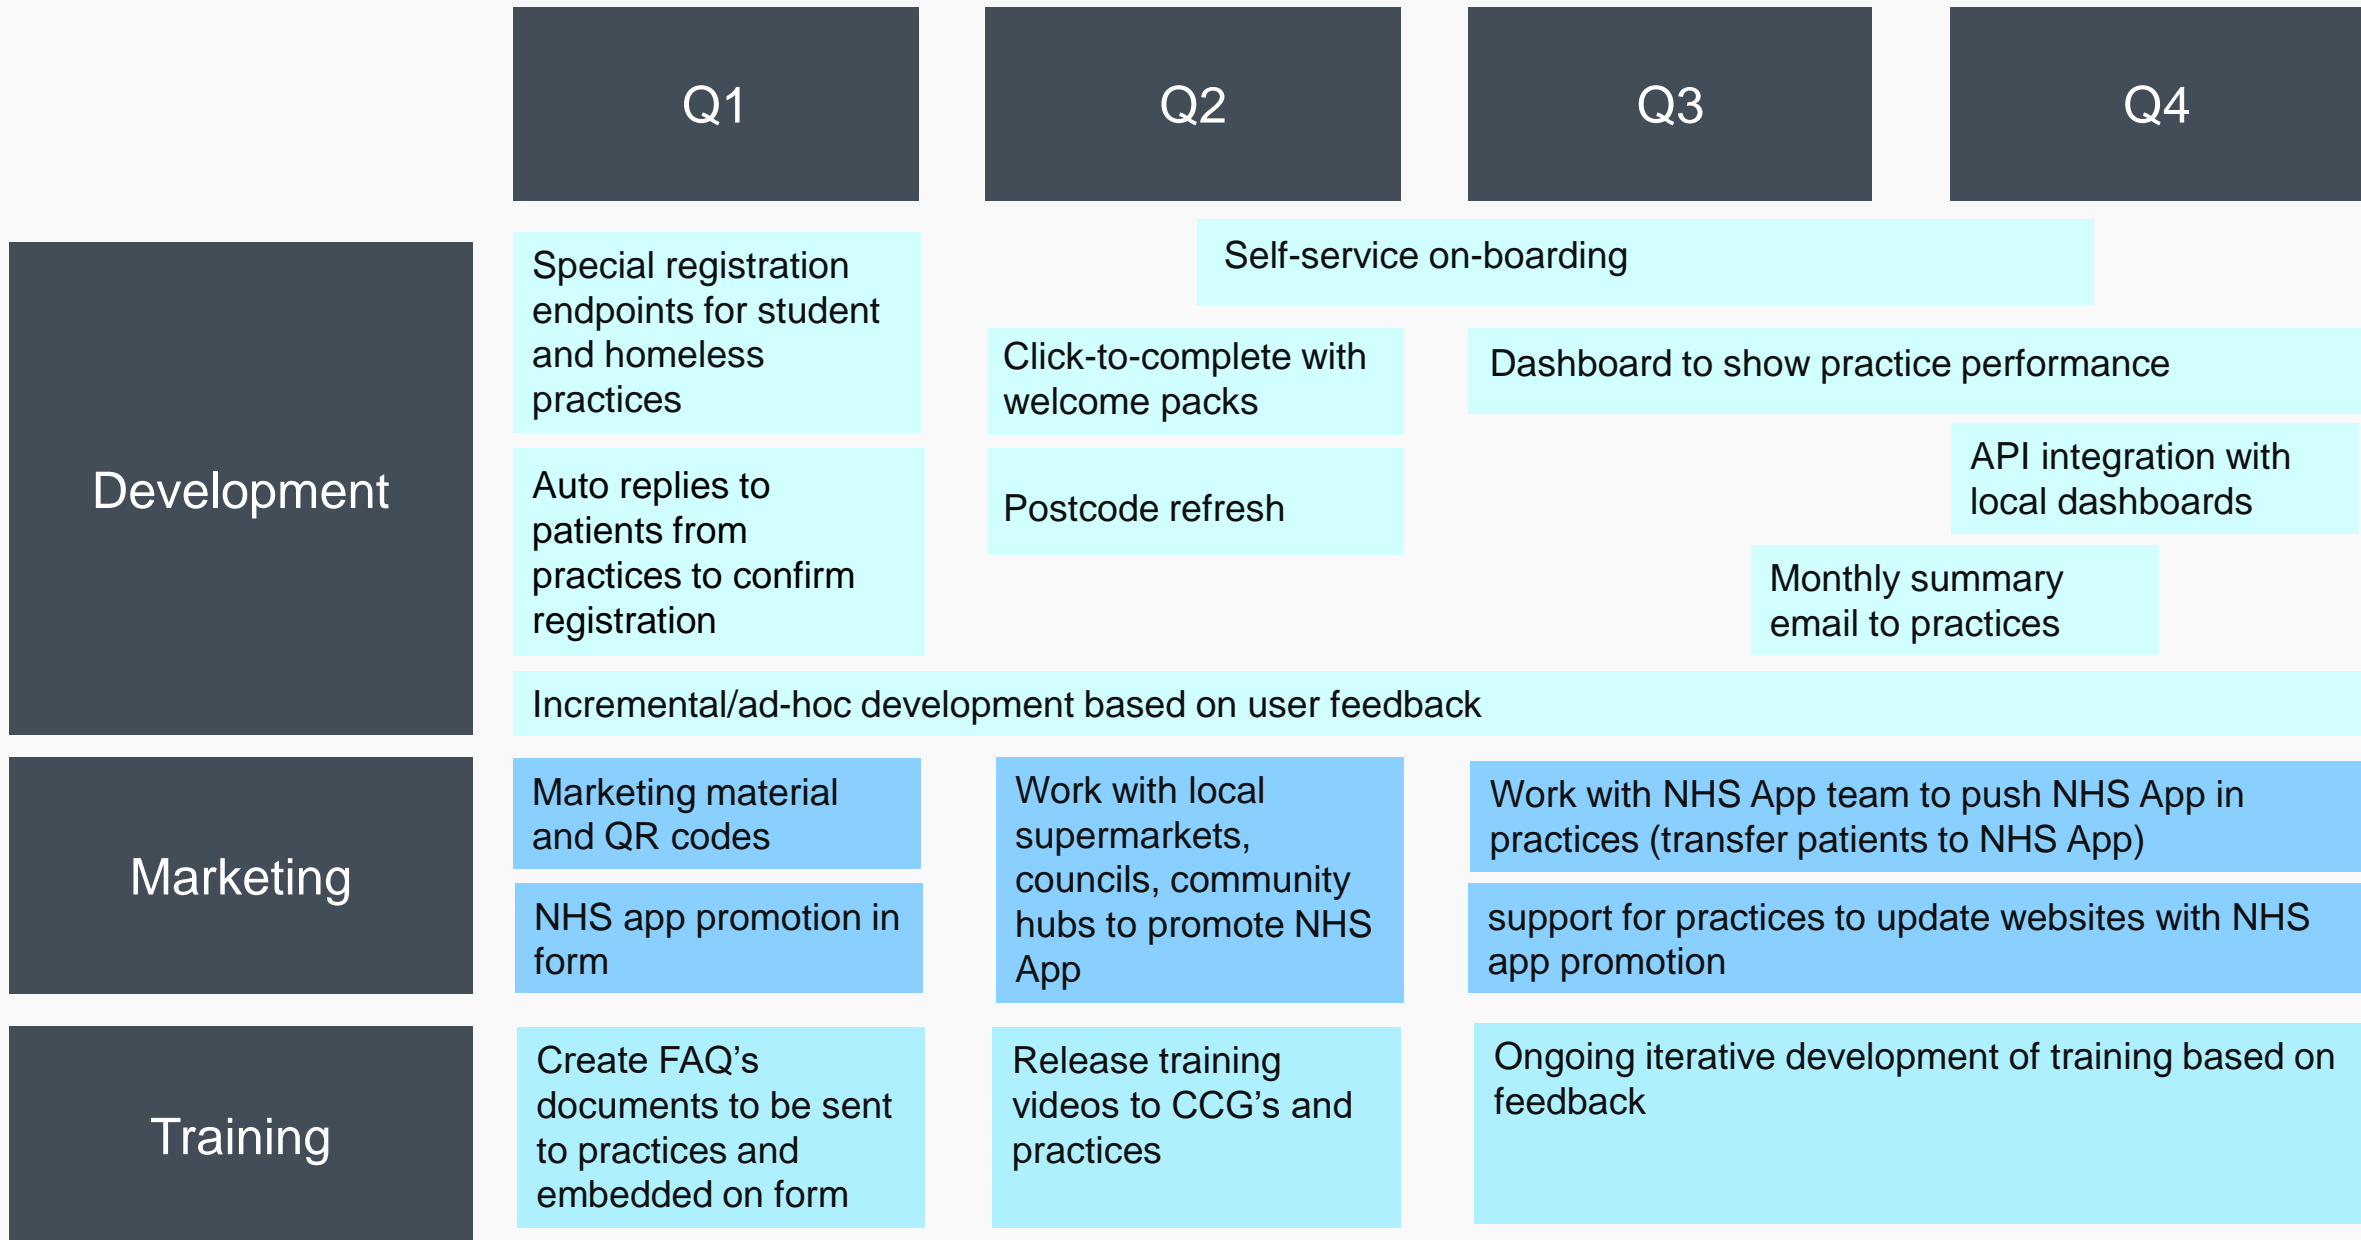 Q1
Q2
Q3
Q4
Development
Special registration
endpoints for student
and homeless
practices
Self-service on-boarding
Click-to-complete with
welcome packs
Dashboard to show practice performance
Auto replies to
patients from
practices to confirm
registration
Postcode refresh
API integration with
local dashboards
Monthly summary
email to practices
Incremental/ad-hoc development based on user feedback
Marketing
Marketing material
and QR codes
NHS app promotion in
form
Work with local
supermarkets,
councils, community
hubs to promote NHS
App
Work with NHS App team to push NHS App in
practices (transfer patients to NHS App)
support for practices to update websites with NHS
app promotion
Training
Create FAQ’s
documents to be sent
to practices and
embedded on form
Release training
videos to CCG’s and
practices
Ongoing iterative development of training based on
feedback